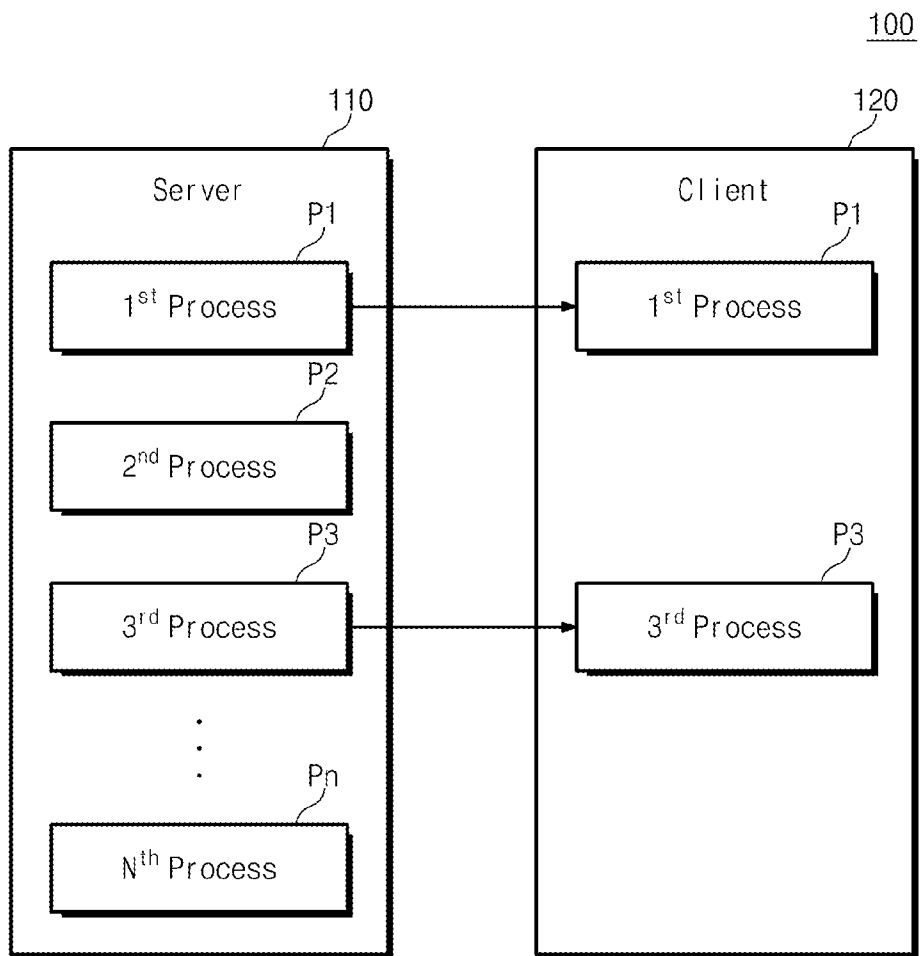 100
110
120
Server
Client
P1
P1
1st Process
1st Process
P2
2nd Process
P3
P3
3rd Process
3rd Process
Pn
Nth Process